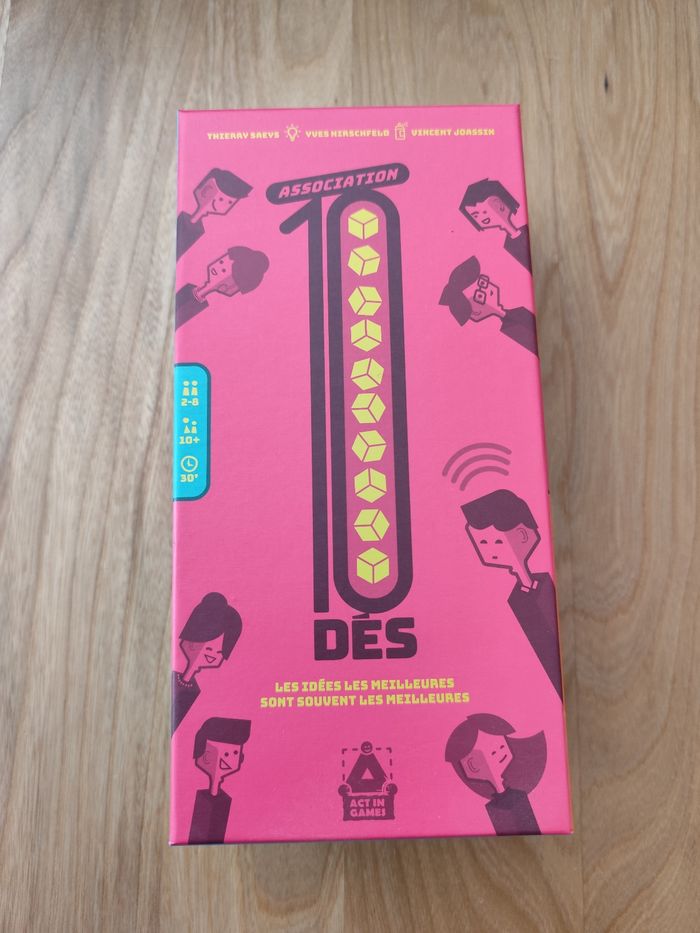 THIERRY SAEYS YVES HIRSCHFELD VINCENT JOASSIN
ASSOCIATION
10
DÉS
2-8
10+
30'
LES IDÉES LES MEILLEURES
SONT SOUVENT LES MEILLEURES
ACT IN
GAMES